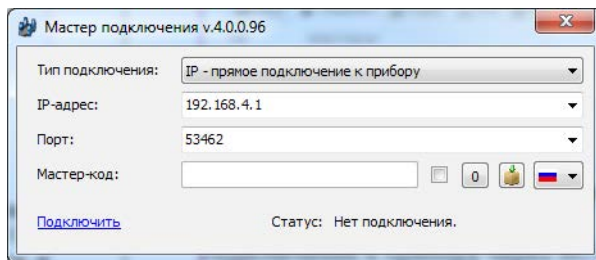 Мастер подключения v.4.0.0.96
Тип подключения: IP - прямое подключение к прибору
IP-адрес: 192.168.4.1
Порт: 53462
Мастер-код: 0
Подключить Статус: Нет подключения.